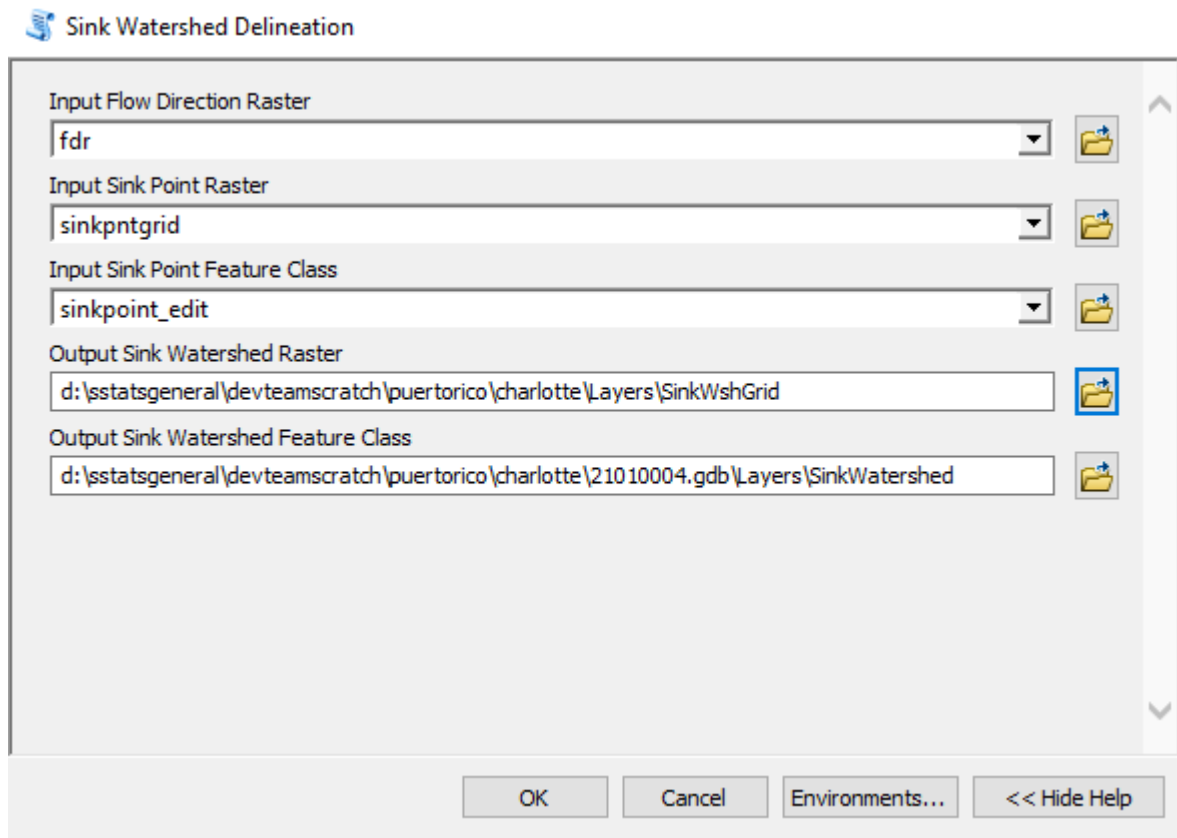 Sink Watershed Delineation
Input Flow Direction Raster
fdr
Input Sink Point Raster
sinkpntgrid
Input Sink Point Feature Class
sinkpoint_edit
Output Sink Watershed Raster
d:\sstatsgeneral\devteamscratch\puertorico\charlotte\Layers\SinkWshGrid
Output Sink Watershed Feature Class
d:\sstatsgeneral\devteamscratch\puertorico\charlotte\21010004.gdb\Layers\SinkWatershed
OK Cancel Environments... << Hide Help